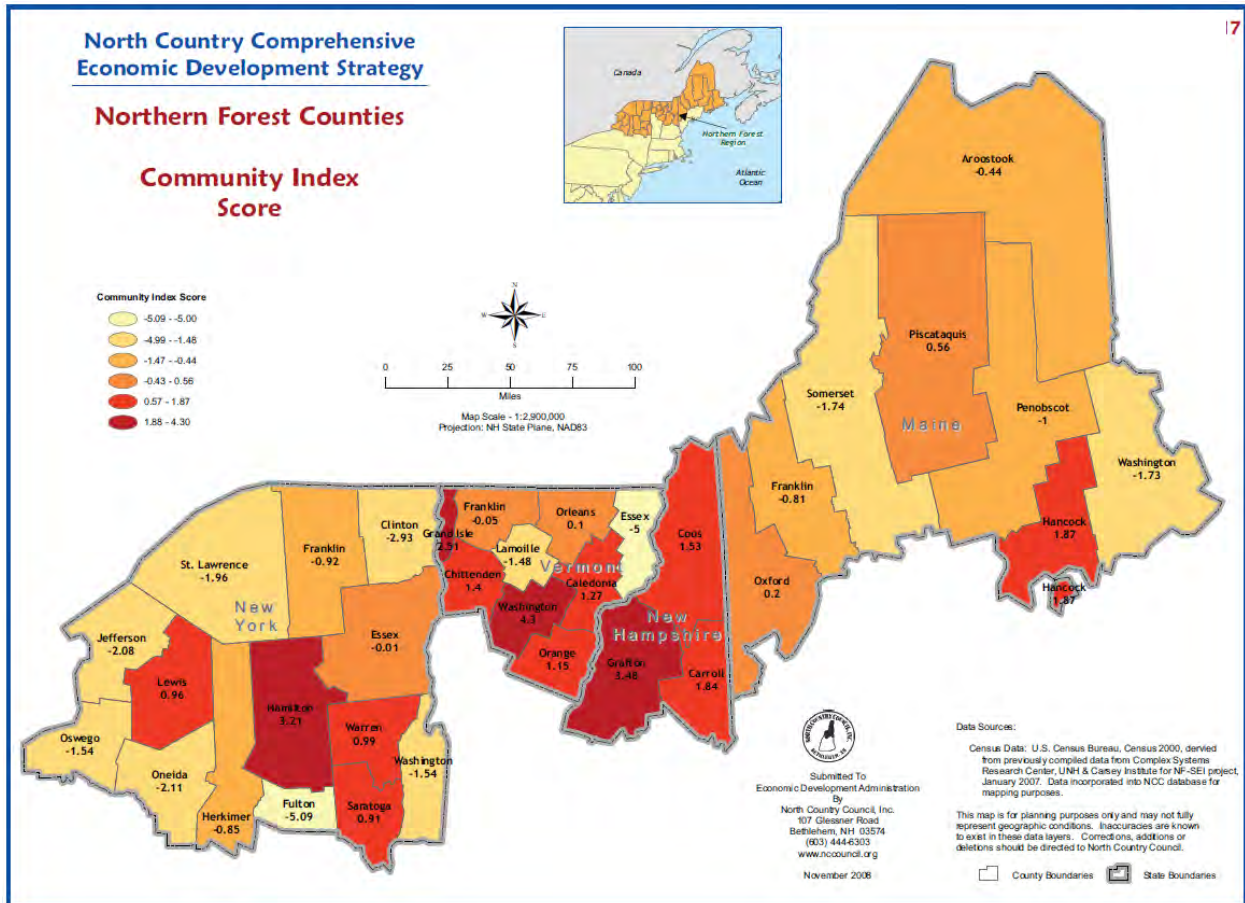 17
North Country Comprehensive
Economic Development Strategy
Northern Forest Counties
Community Index
Score
Canada
Northern Forest
Region
Atlantic
Ocean
Community Index Score
-5.09 - -5.00
-4.99 - -1.48
-1.47 - -0.44
-0.43 - 0.56
0.57 - 1.87
1.88 - 4.30
N
W
E
S
0 25 50 75 100
Miles
Map Scale - 1:2,900,000
Projection: NH State Plane, NAD83
Aroostook
-0.44
Piscataquis
0.56
Somerset
-1.74
Maine
Penobscot
-1
Washington
-1.73
Franklin
-0.81
Hancock
1.87
Hancock
1.87
Oxford
0.2
Coos
1.53
New
Hampshire
Grafton
3.48
Carroll
1.84
Essex
-5
Orleans
0.1
Franklin
-0.05
Grand Isle
2.51
Lamoille
-1.48
Vermont
Chittenden
1.4
Caledonia
1.27
Washington
4.3
Orange
1.15
Clinton
-2.93
Franklin
-0.92
St. Lawrence
-1.96
New
York
Essex
-0.01
Jefferson
-2.08
Lewis
0.96
Hamilton
3.21
Warren
0.99
Washington
-1.54
Oswego
-1.54
Oneida
-2.11
Herkimer
-0.85
Fulton
-5.09
Saratoga
0.91
NORTH COUNTRY COUNCIL, INC.
BETHLEHEM, NH
Submitted To
Economic Development Administration
By
North Country Council, Inc.
107 Glessner Road
Bethlehem, NH 03574
(603) 444-6303
www.nccouncil.org
November 2008
Data Sources:
Census Data: U.S. Census Bureau, Census 2000, dervied
from previously compiled data from Complex Systems
Research Center, UNH & Carsey Institute for NF-SEI project,
January 2007. Data incorporated into NCC database for
mapping purposes.
This map is for planning purposes only and may not fully
represent geographic conditions. Inaccuracies are known
to exist in these data layers. Corrections, additions or
deletions should be directed to North Country Council.
County Boundaries
State Boundaries